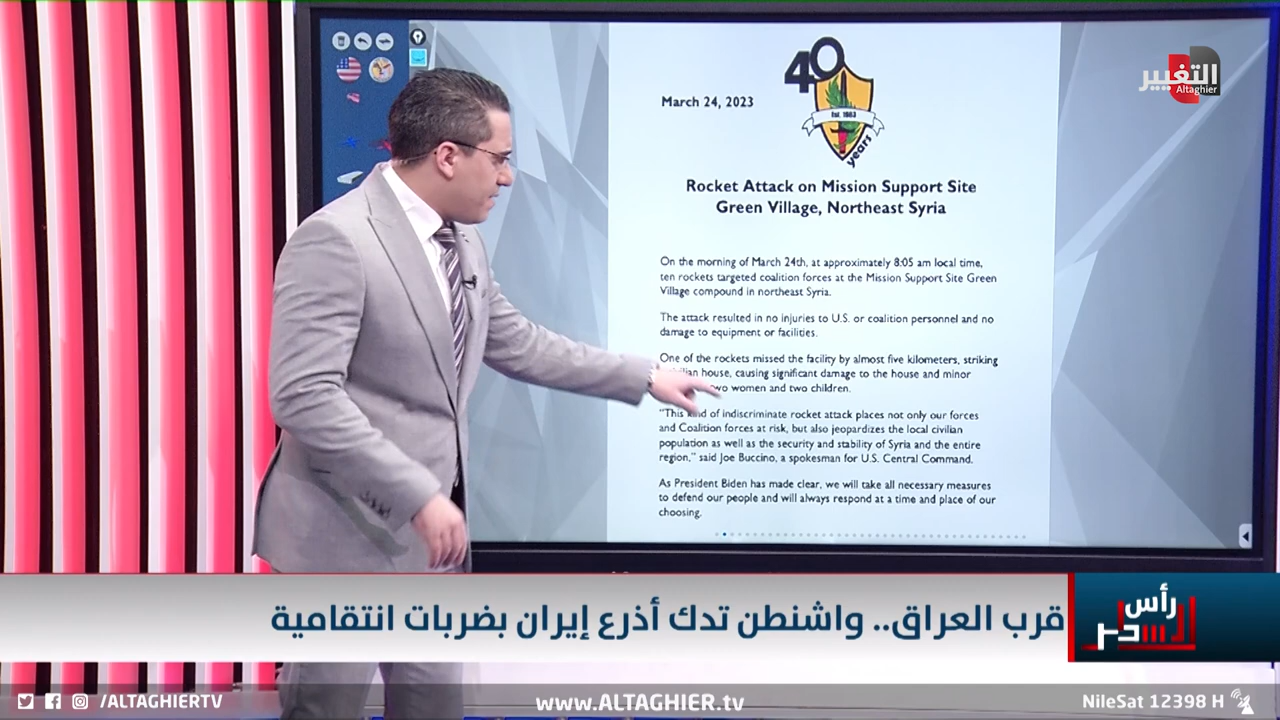 التغيير
Altaghier
40
Est. 1983
years
March 24, 2023
Rocket Attack on Mission Support Site
Green Village, Northeast Syria
On the morning of March 24th, at approximately 8:05 am local time,
ten rockets targeted coalition forces at the Mission Support Site Green
Village compound in northeast Syria.
The attack resulted in no injuries to U.S. or coalition personnel and no
damage to equipment or facilities.
One of the rockets missed the facility by almost five kilometers, striking
house, causing significant damage to the house and minor
two women and two children.
"This kind of indiscriminate rocket attack places not only our forces
and Coalition forces at risk, but also jeopardizes the local civilian
population as well as the security and stability of Syria and the entire
region," said Joe Buccino, a spokesman for U.S. Central Command.
As President Biden has made clear, we will take all necessary measures
to defend our people and will always respond at a time and place of our
choosing.
رأس
السطر
قرب العراق.. واشنطن تدك أذرع إيران بضربات انتقامية
/ALTAGHIERTV
www.ALTAGHIER.tv
NileSat 12398 H